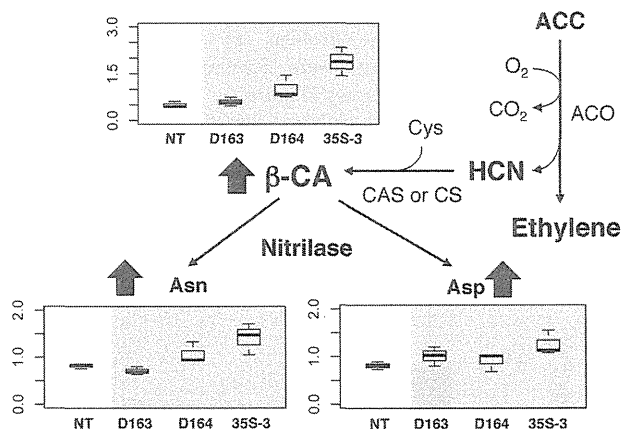 3.0
1.5
0.0
NT D163 D164 35S-3
ACC
O2
CO2
ACO
Cys
β-CA
HCN
CAS or CS
Ethylene
Nitrilase
Asn
Asp
2.0
1.0
0.0
NT D163 D164 35S-3
2.0
1.0
0.0
NT D163 D164 35S-3